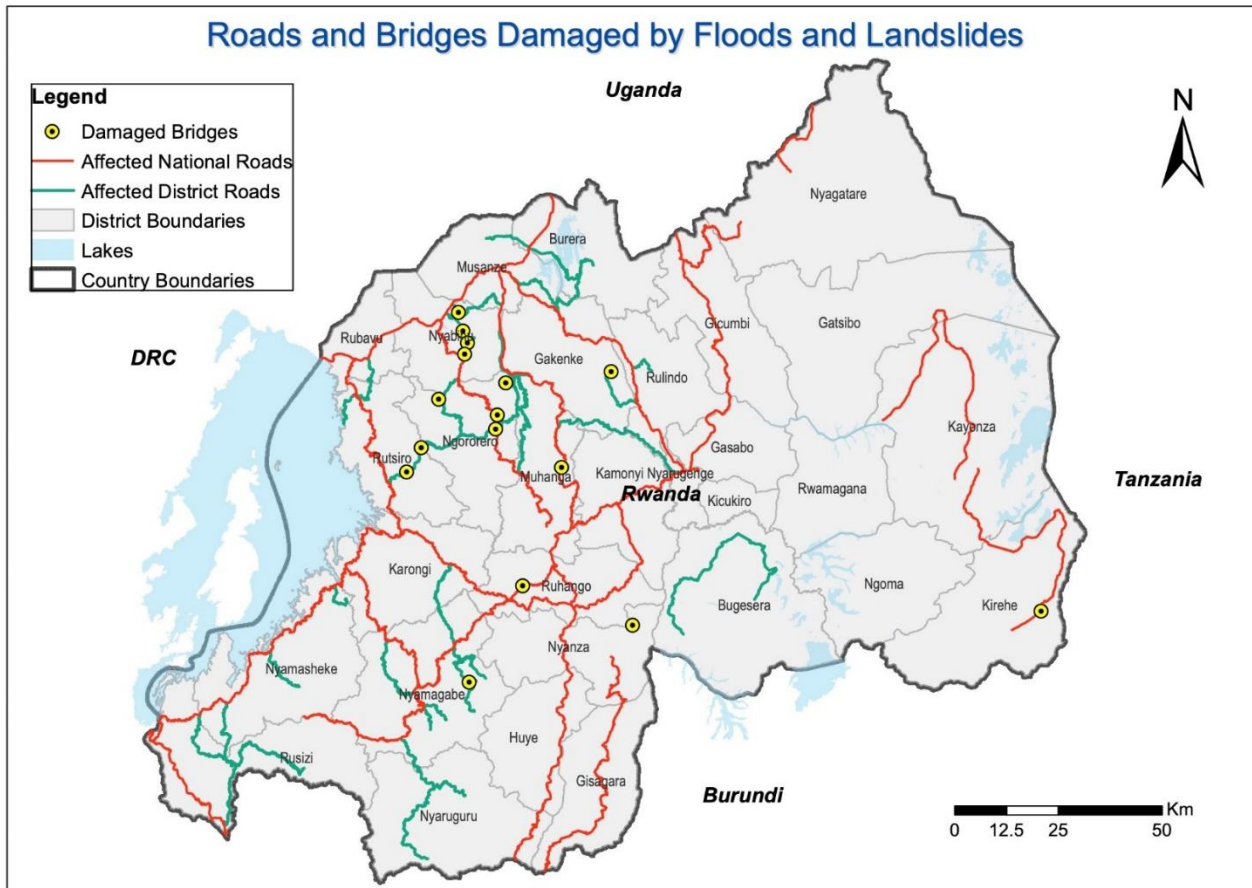 Roads and Bridges Damaged by Floods and Landslides
Legend
Damaged Bridges
Affected National Roads
Affected District Roads
District Boundaries
Lakes
Country Boundaries
Uganda
N
Nyagatare
Burera
Musanze
Gicumbi
Gatsibo
Rubavu
Nyabihu
DRC
Gakenke
Rulindo
Kayonza
Ngororero
Gasabo
Rutsiro
Muhanga
Kamonyi Nyarugenge
Tanzania
Rwanda
Kicukiro
Rwamagana
Karongi
Ruhango
Ngoma
Bugesera
Kirehe
Nyanza
Nyamasheke
Nyamagabe
Huye
Rusizi
Gisagara
Burundi
Nyaruguru
Km
0 12.5 25 50